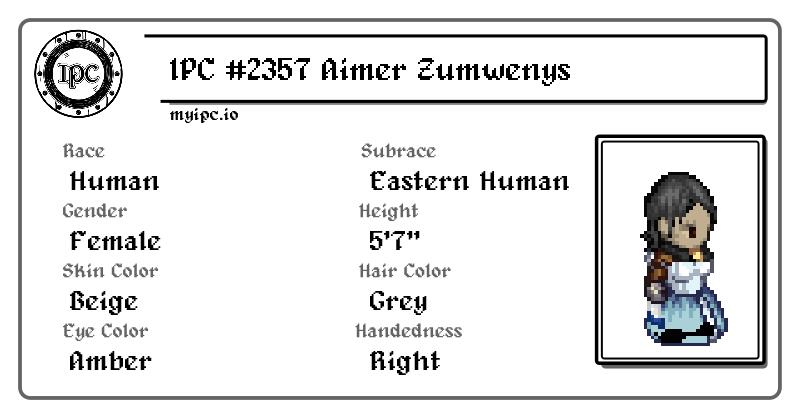 IPC
IPC #2357 Aimer Zumwenys
myipc.io
Race
Human
Subrace
Eastern Human
Gender
Female
Height
5'7"
Skin Color
Beige
Hair Color
Grey
Eye Color
Amber
Handedness
Right